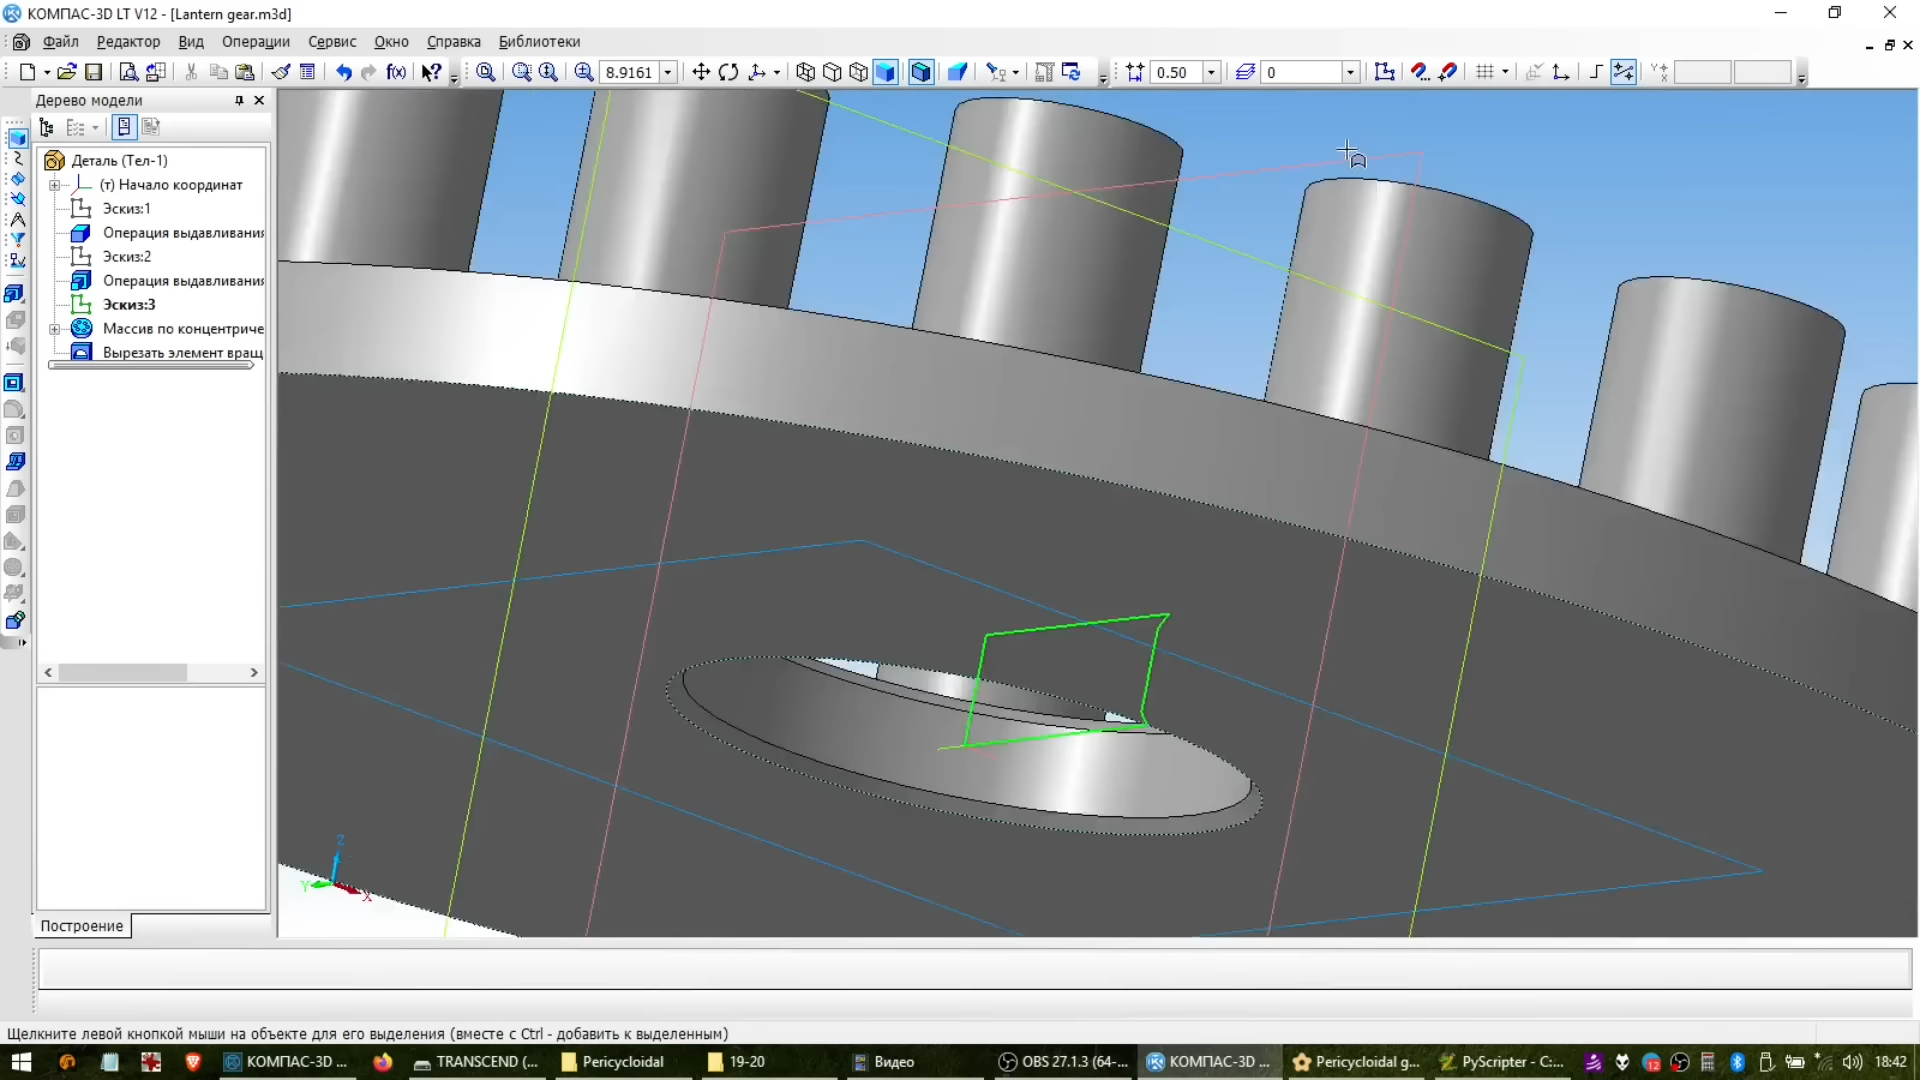 КОМПАС-3D LT V12 - [Lantern gear.m3d]
Файл Редактор Вид Операции Сервис Окно Справка Библиотеки
8.9161 0.50 0
Дерево модели
Деталь (Тел-1)
(т) Начало координат
Эскиз:1
Операция выдавливания
Эскиз:2
Операция выдавливания
Эскиз:3
Массив по концентриче
Вырезать элемент вращ
Z
Y
X
Построение
Щелкните левой кнопкой мыши на объекте для его выделения (вместе с Ctrl - добавить к выделенным)
КОМПАС-3D ... TRANSCEND (... Pericycloidal 19-20 Видео OBS 27.1.3 (64-... КОМПАС-3D ... Pericycloidal g... PyScripter - C:... 12 18:42